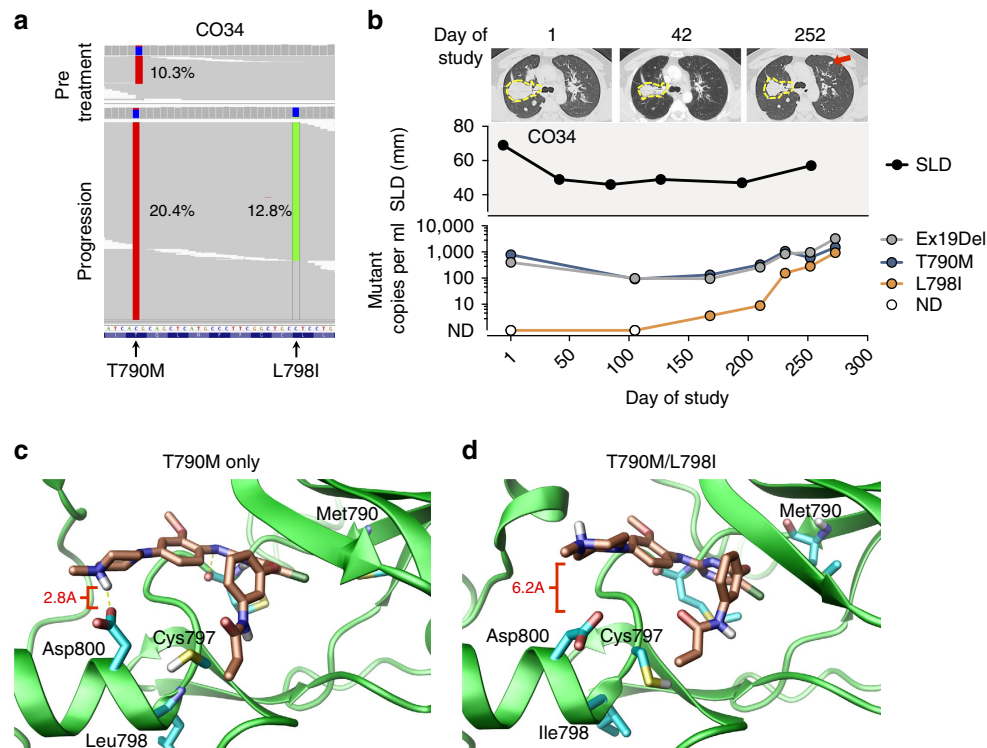 a
CO34
Pre
treatment
10.3%
Progression
20.4%
12.8%
ATCACGCAGCTCATGCCCTTCGGCTGCCTCCTG
T790M
L798I
b
Day of
study
1
42
252
CO34
SLD (mm)
80
60
40
SLD
Mutant
copies per ml
10,000
1,000
100
10
ND
Ex19Del
T790M
L798I
ND
1
50
100
150
200
250
300
Day of study
c
T790M only
Met790
2.8A
Asp800
Cys797
Leu798
d
T790M/L798I
Met790
6.2A
Asp800
Cys797
Ile798